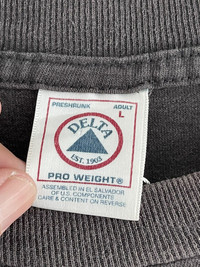 PRESHRUNK ADULT
L
DELTA
EST. 1903
PRO WEIGHT®
ASSEMBLED IN EL SALVADOR
OF U.S. COMPONENTS
CARE & CONTENT ON REVERSE